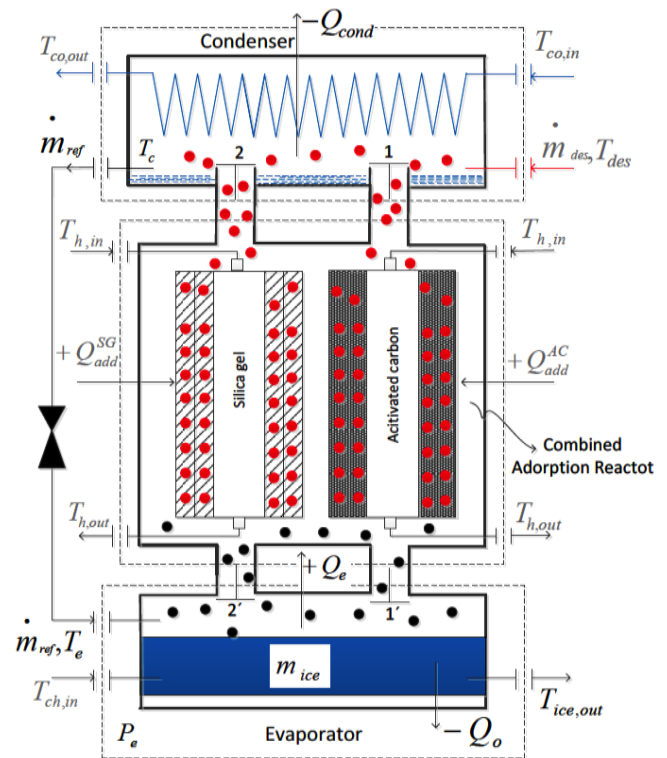 -Q_cond
Condenser
T_co,out
T_co,in
ṁ_ref
T_c
2
1
ṁ_des, T_des
T_h,in
T_h,in
+Q_add^SG
Silica gel
Acitivated carbon
+Q_add^AC
Combined
Adorption Reactot
T_h,out
T_h,out
+Q_e
2′
1′
ṁ_ref, T_e
m_ice
T_ch,in
T_ice,out
P_e
Evaporator
-Q_o